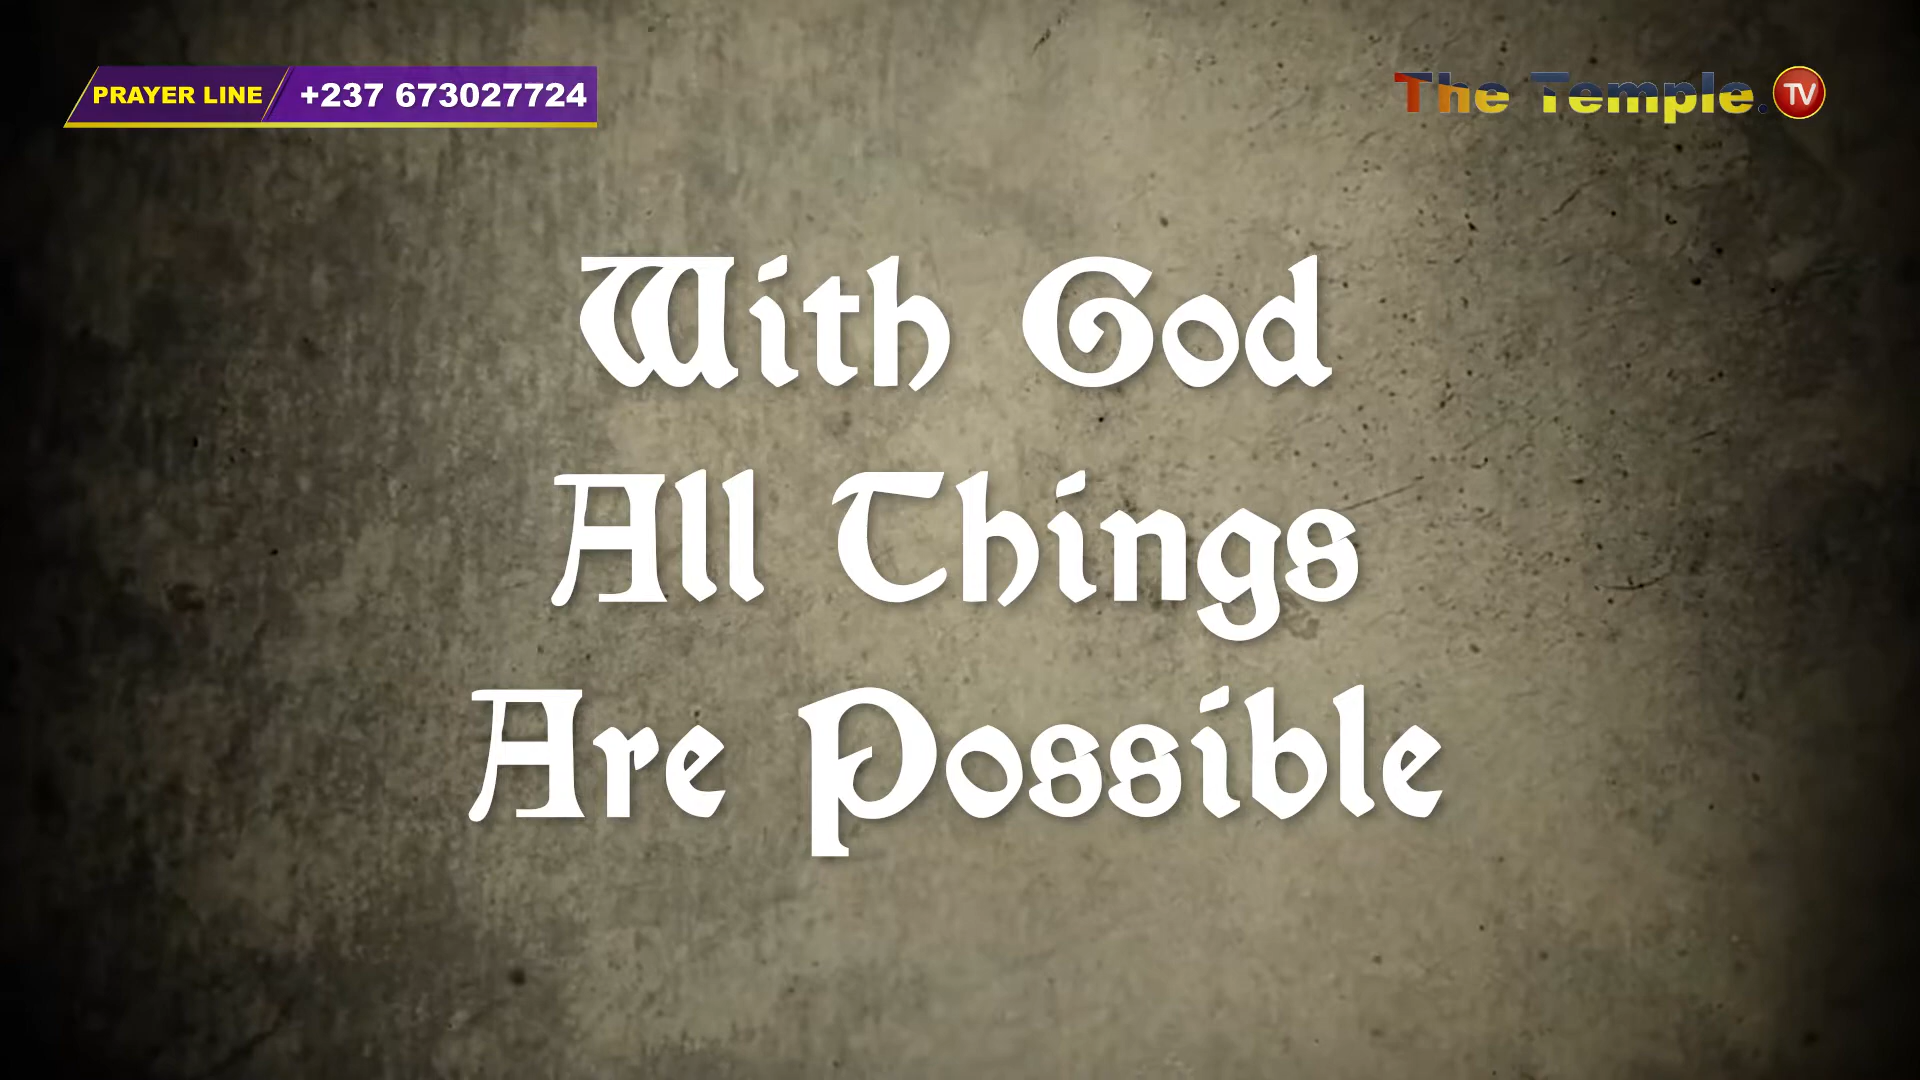 PRAYER LINE +237 673027724
The Temple. TV
With God
All Things
Are Possible